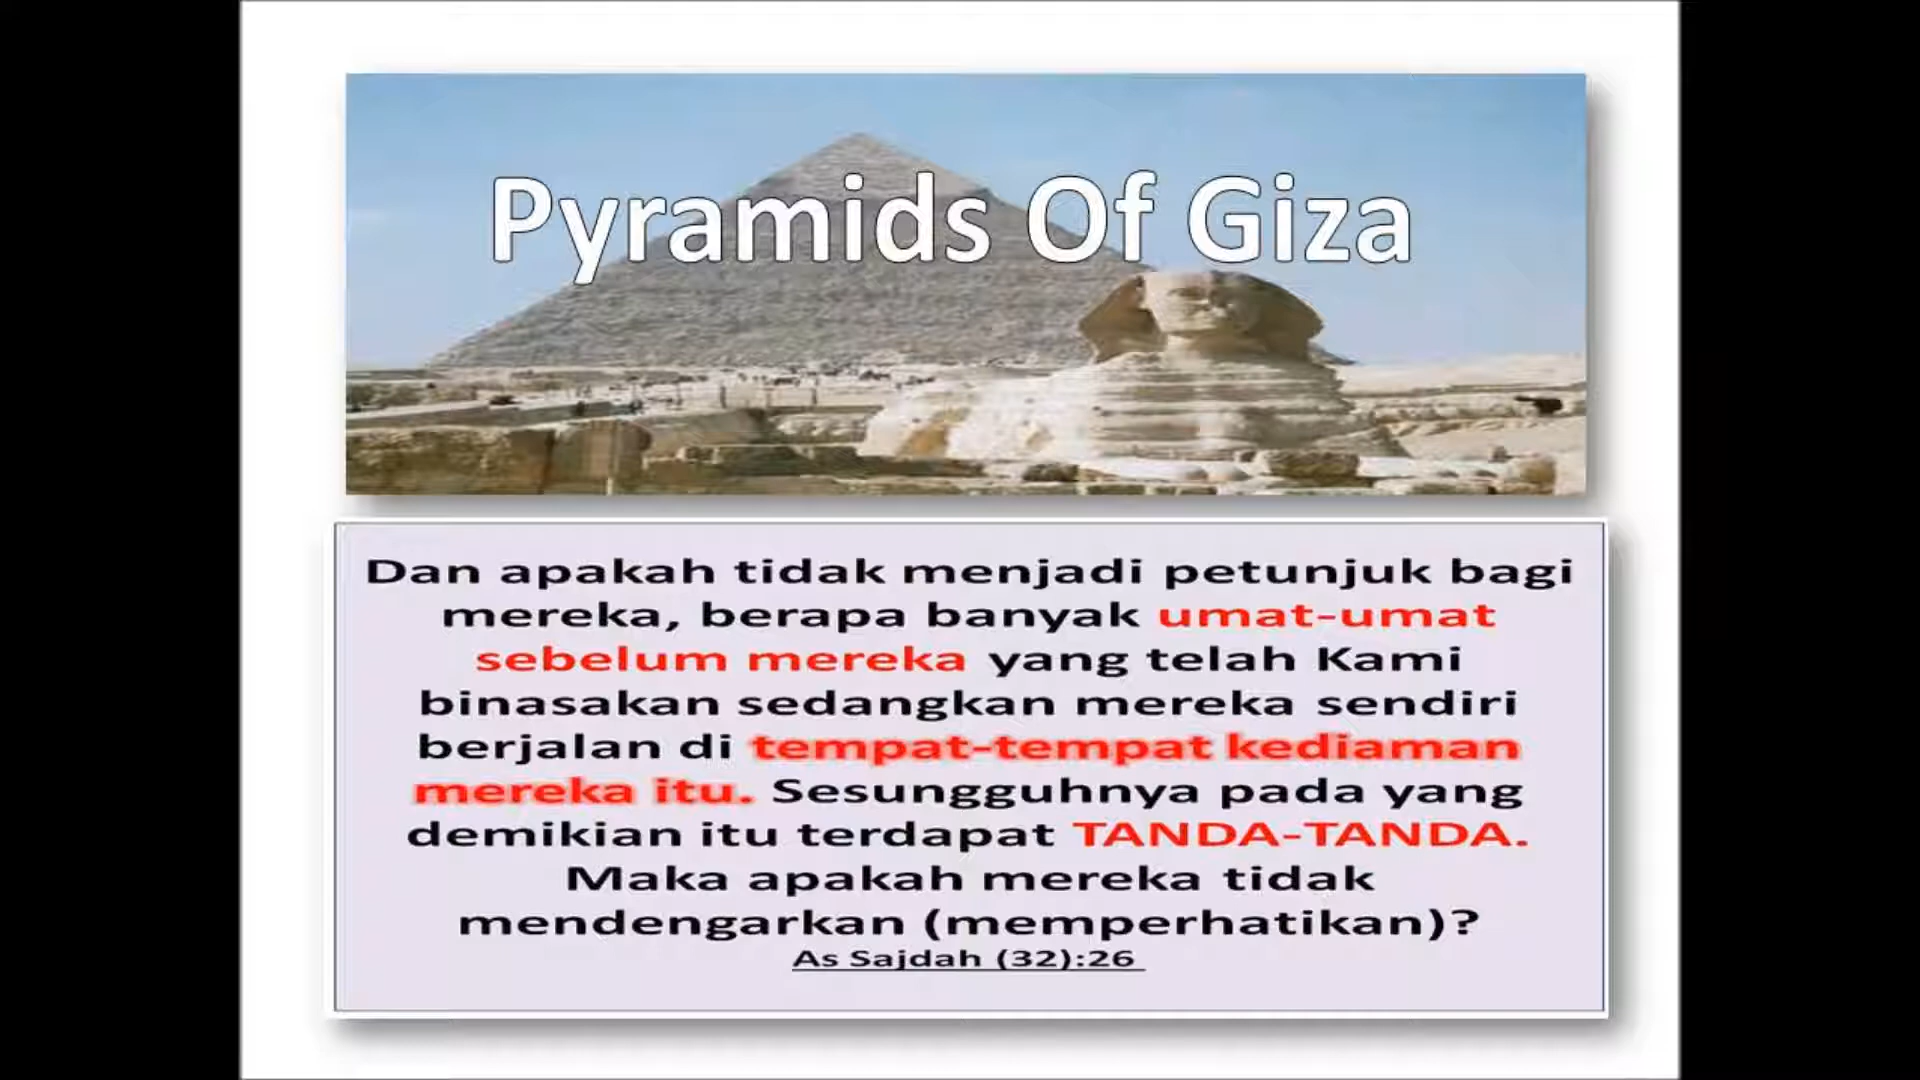 Pyramids Of Giza
Dan apakah tidak menjadi petunjuk bagi
mereka, berapa banyak umat-umat
sebelum mereka yang telah Kami
binasakan sedangkan mereka sendiri
berjalan di tempat-tempat kediaman
mereka itu. Sesungguhnya pada yang
demikian itu terdapat TANDA-TANDA.
Maka apakah mereka tidak
mendengarkan (memperhatikan)?
As Sajdah (32):26